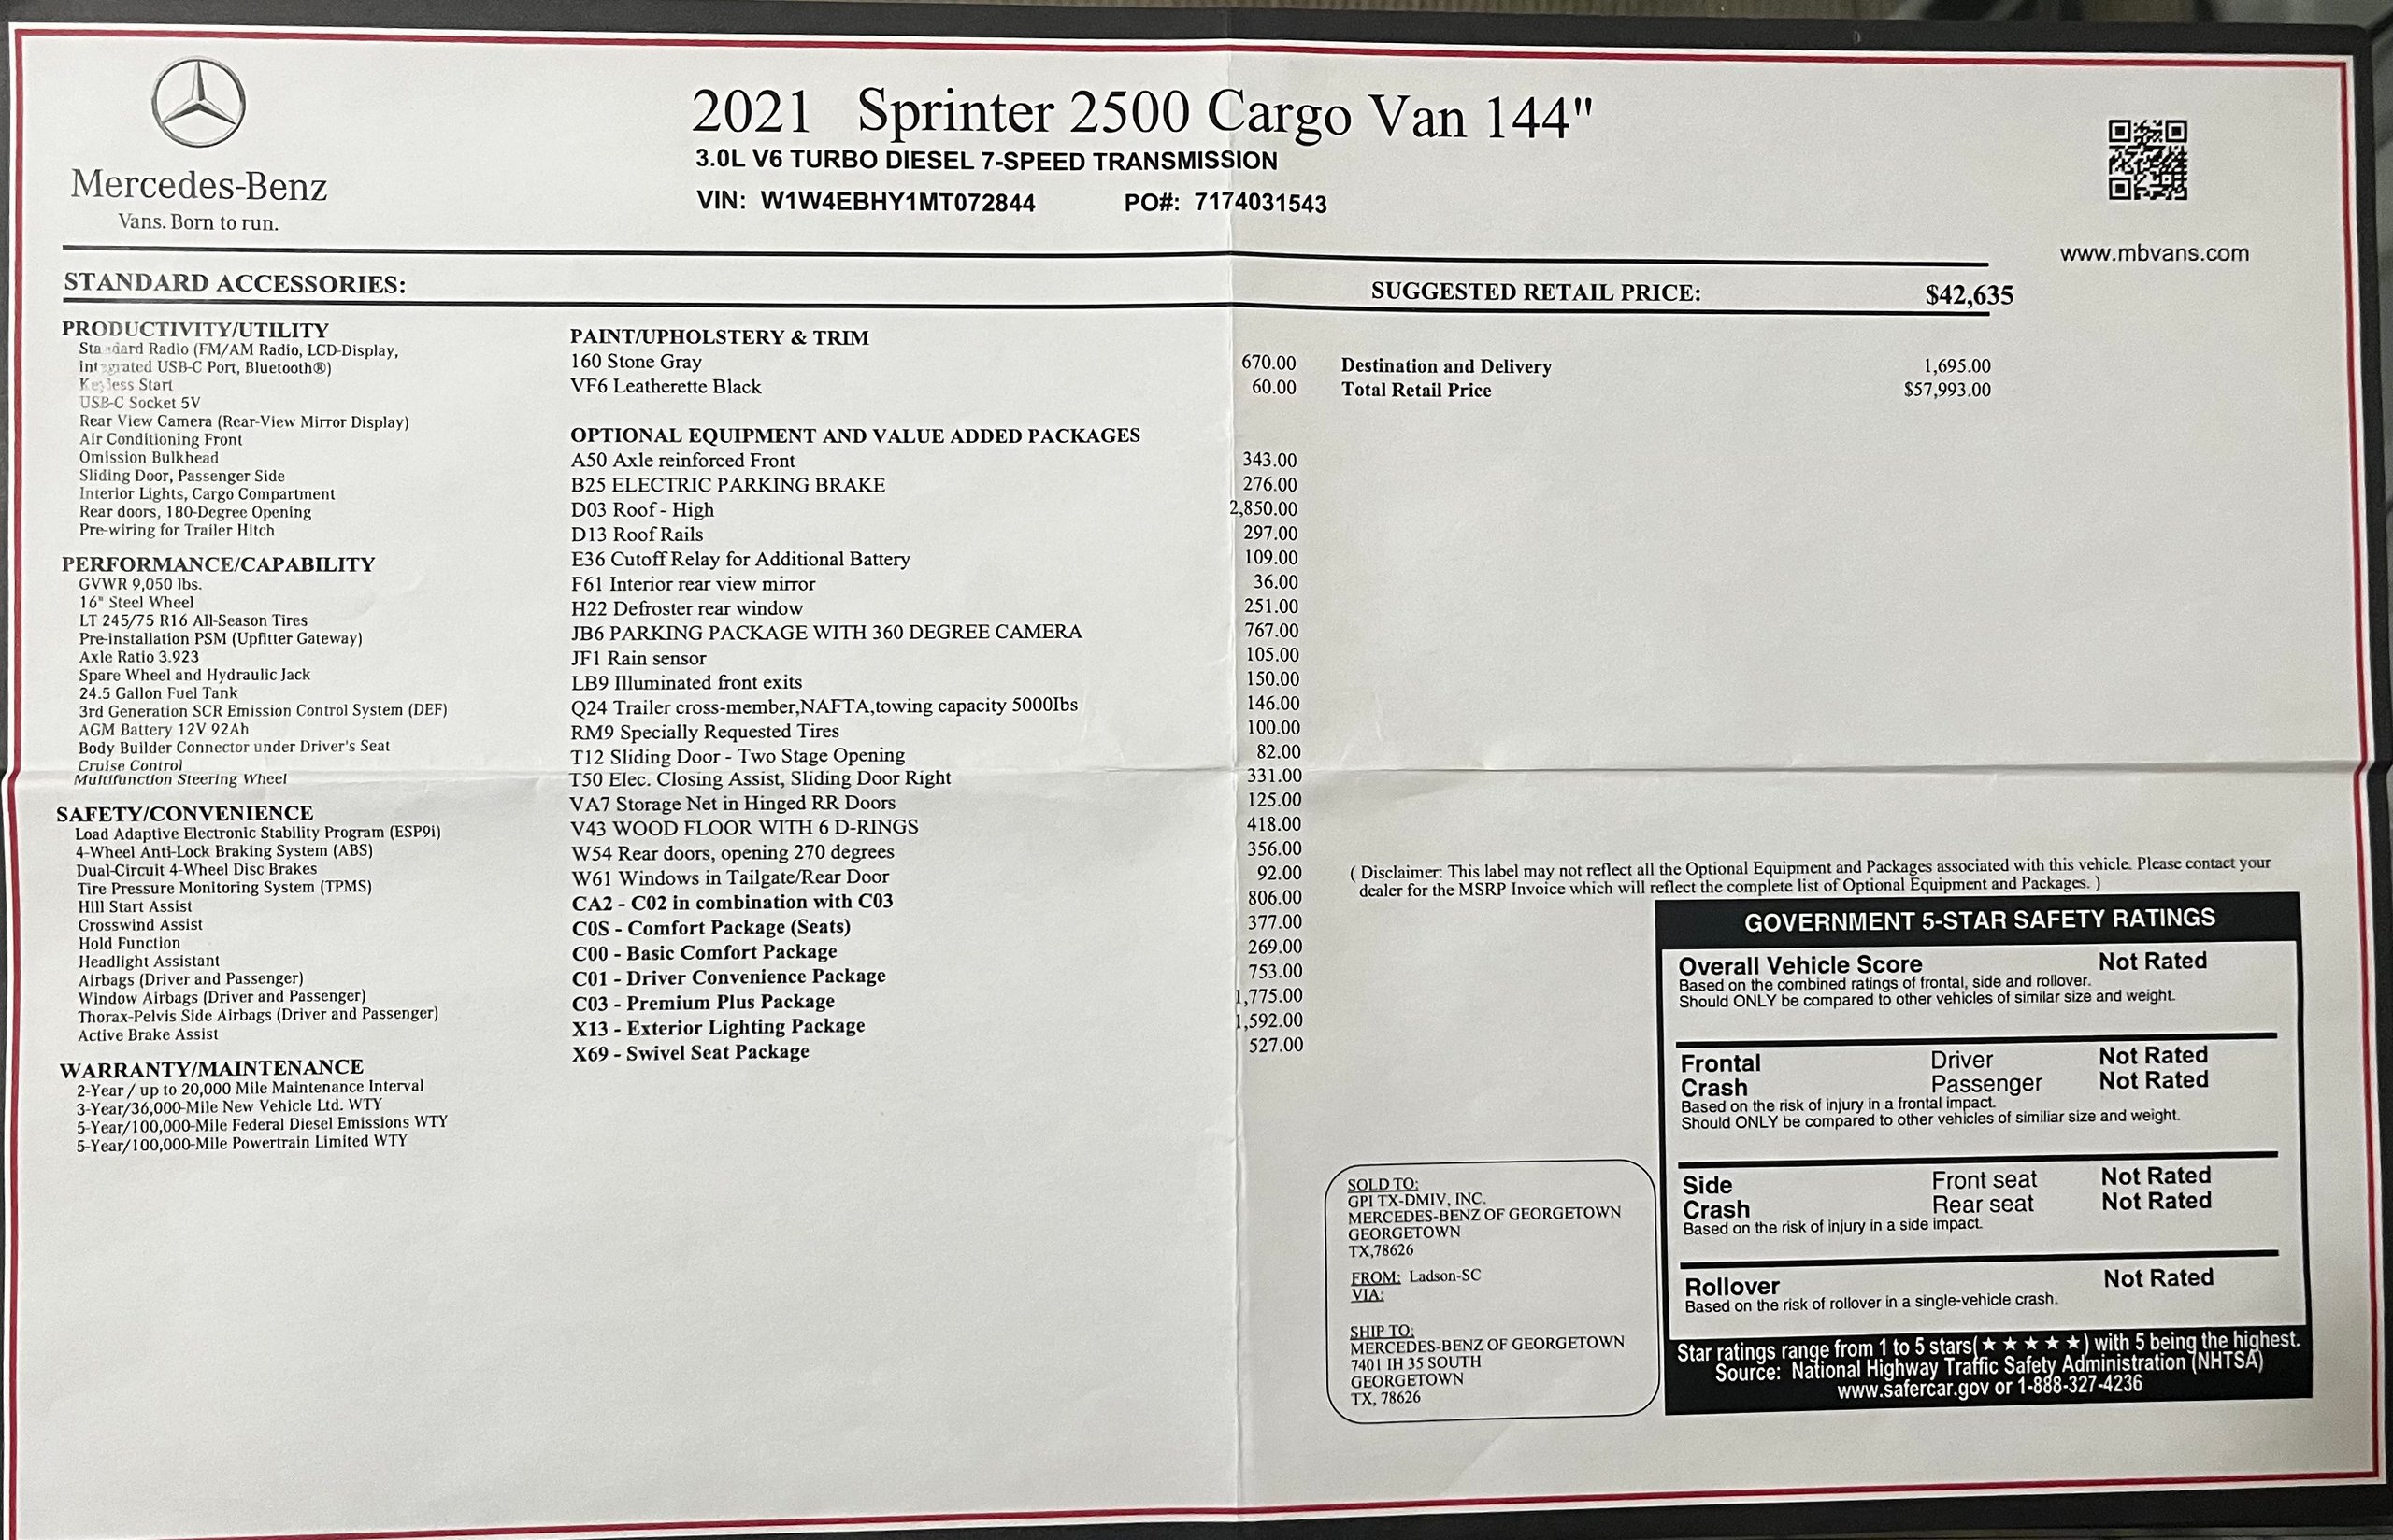 Mercedes-Benz
Vans. Born to run.
2021 Sprinter 2500 Cargo Van 144"
3.0L V6 TURBO DIESEL 7-SPEED TRANSMISSION
VIN: W1W4EBHY1MT072844 PO#: 7174031543
www.mbvans.com
STANDARD ACCESSORIES:
SUGGESTED RETAIL PRICE: $42,635
PRODUCTIVITY/UTILITY
Standard Radio (FM/AM Radio, LCD-Display,
Integrated USB-C Port, Bluetooth®)
Keyless Start
USB-C Socket 5V
Rear View Camera (Rear-View Mirror Display)
Air Conditioning Front
Omission Bulkhead
Sliding Door, Passenger Side
Interior Lights, Cargo Compartment
Rear doors, 180-Degree Opening
Pre-wiring for Trailer Hitch
PERFORMANCE/CAPABILITY
GVWR 9,050 lbs.
16" Steel Wheel
LT 245/75 R16 All-Season Tires
Pre-installation PSM (Upfitter Gateway)
Axle Ratio 3.923
Spare Wheel and Hydraulic Jack
24.5 Gallon Fuel Tank
3rd Generation SCR Emission Control System (DEF)
AGM Battery 12V 92Ah
Body Builder Connector under Driver's Seat
Cruise Control
Multifunction Steering Wheel
SAFETY/CONVENIENCE
Load Adaptive Electronic Stability Program (ESP9i)
4-Wheel Anti-Lock Braking System (ABS)
Dual-Circuit 4-Wheel Disc Brakes
Tire Pressure Monitoring System (TPMS)
Hill Start Assist
Crosswind Assist
Hold Function
Headlight Assistant
Airbags (Driver and Passenger)
Window Airbags (Driver and Passenger)
Thorax-Pelvis Side Airbags (Driver and Passenger)
Active Brake Assist
WARRANTY/MAINTENANCE
2-Year / up to 20,000 Mile Maintenance Interval
3-Year/36,000-Mile New Vehicle Ltd. WTY
5-Year/100,000-Mile Federal Diesel Emissions WTY
5-Year/100,000-Mile Powertrain Limited WTY
PAINT/UPHOLSTERY & TRIM
160 Stone Gray 670.00
VF6 Leatherette Black 60.00
OPTIONAL EQUIPMENT AND VALUE ADDED PACKAGES
A50 Axle reinforced Front 343.00
B25 ELECTRIC PARKING BRAKE 276.00
D03 Roof - High 2,850.00
D13 Roof Rails 297.00
E36 Cutoff Relay for Additional Battery 109.00
F61 Interior rear view mirror 36.00
H22 Defroster rear window 251.00
JB6 PARKING PACKAGE WITH 360 DEGREE CAMERA 767.00
JF1 Rain sensor 105.00
LB9 Illuminated front exits 150.00
Q24 Trailer cross-member,NAFTA,towing capacity 5000Ibs 146.00
RM9 Specially Requested Tires 100.00
T12 Sliding Door - Two Stage Opening 82.00
T50 Elec. Closing Assist, Sliding Door Right 331.00
VA7 Storage Net in Hinged RR Doors 125.00
V43 WOOD FLOOR WITH 6 D-RINGS 418.00
W54 Rear doors, opening 270 degrees 356.00
W61 Windows in Tailgate/Rear Door 92.00
CA2 - C02 in combination with C03 806.00
C0S - Comfort Package (Seats) 377.00
C00 - Basic Comfort Package 269.00
C01 - Driver Convenience Package 753.00
C03 - Premium Plus Package 1,775.00
X13 - Exterior Lighting Package 1,592.00
X69 - Swivel Seat Package 527.00
Destination and Delivery 1,695.00
Total Retail Price $57,993.00
( Disclaimer: This label may not reflect all the Optional Equipment and Packages associated with this vehicle. Please contact your
dealer for the MSRP Invoice which will reflect the complete list of Optional Equipment and Packages. )
SOLD TO:
GPI TX-DMIV, INC.
MERCEDES-BENZ OF GEORGETOWN
GEORGETOWN
TX,78626
FROM: Ladson-SC
VIA:
SHIP TO:
MERCEDES-BENZ OF GEORGETOWN
7401 IH 35 SOUTH
GEORGETOWN
TX, 78626
GOVERNMENT 5-STAR SAFETY RATINGS
Overall Vehicle Score Not Rated
Based on the combined ratings of frontal, side and rollover.
Should ONLY be compared to other vehicles of similar size and weight.
Frontal Driver Not Rated
Crash Passenger Not Rated
Based on the risk of injury in a frontal impact.
Should ONLY be compared to other vehicles of similiar size and weight.
Side Front seat Not Rated
Crash Rear seat Not Rated
Based on the risk of injury in a side impact.
Rollover Not Rated
Based on the risk of rollover in a single-vehicle crash.
Star ratings range from 1 to 5 stars(★★★★★) with 5 being the highest.
Source: National Highway Traffic Safety Administration (NHTSA)
www.safercar.gov or 1-888-327-4236